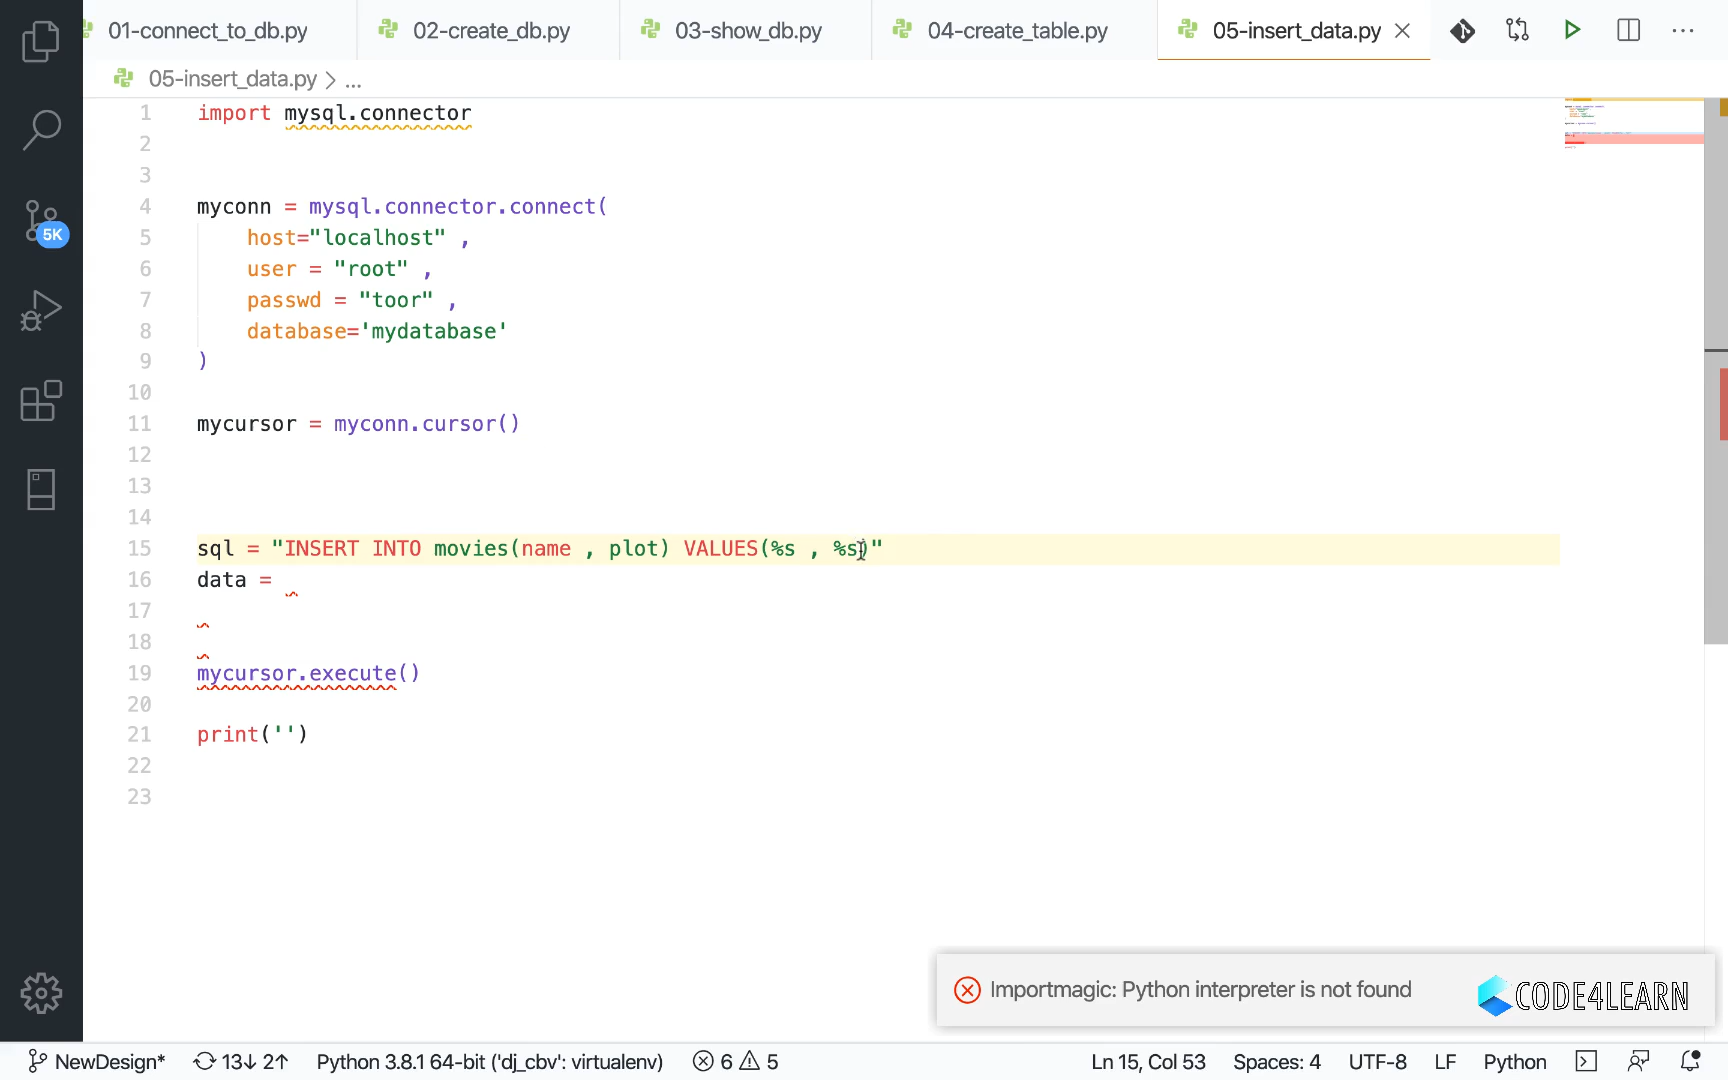 01-connect_to_db.py 02-create_db.py 03-show_db.py 04-create_table.py 05-insert_data.py
05-insert_data.py > ...
1 import mysql.connector
2
3
4 myconn = mysql.connector.connect(
5 host="localhost" ,
6 user = "root" ,
7 passwd = "toor" ,
8 database='mydatabase'
9 )
10
11 mycursor = myconn.cursor()
12
13
14
15 sql = "INSERT INTO movies(name , plot) VALUES(%s , %s)"
16 data =
17
18
19 mycursor.execute()
20
21 print('')
22
23
5K
Importmagic: Python interpreter is not found
CODE4LEARN
NewDesign* 13↓ 2↑ Python 3.8.1 64-bit ('dj_cbv': virtualenv) 6 5 Ln 15, Col 53 Spaces: 4 UTF-8 LF Python